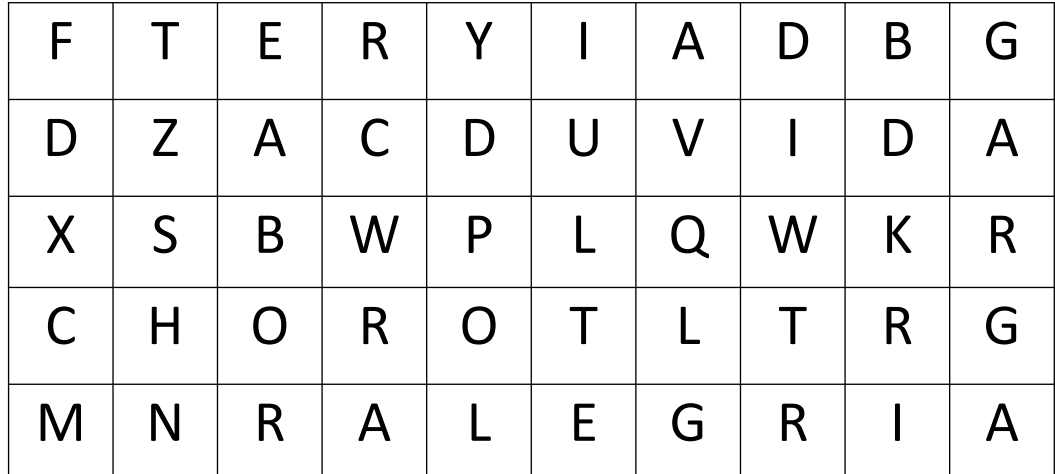 F T E R Y I A D B G
D Z A C D U V I D A
X S B W P L Q W K R
C H O R O T L T R G
M N R A L E G R I A